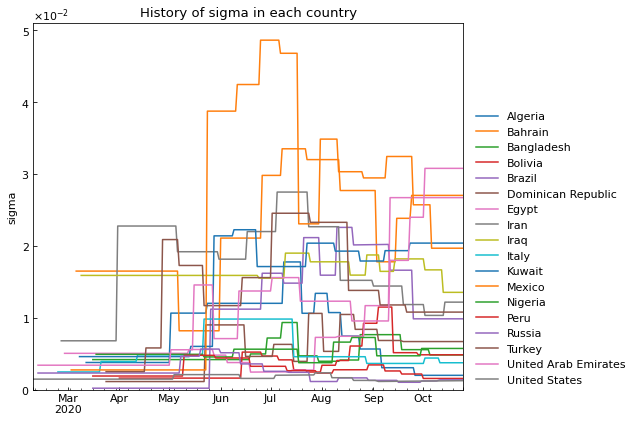 History of sigma in each country
×10⁻²
5
4
3
2
1
0
sigma
Mar Apr May Jun Jul Aug Sep Oct
2020
Algeria
Bahrain
Bangladesh
Bolivia
Brazil
Dominican Republic
Egypt
Iran
Iraq
Italy
Kuwait
Mexico
Nigeria
Peru
Russia
Turkey
United Arab Emirates
United States